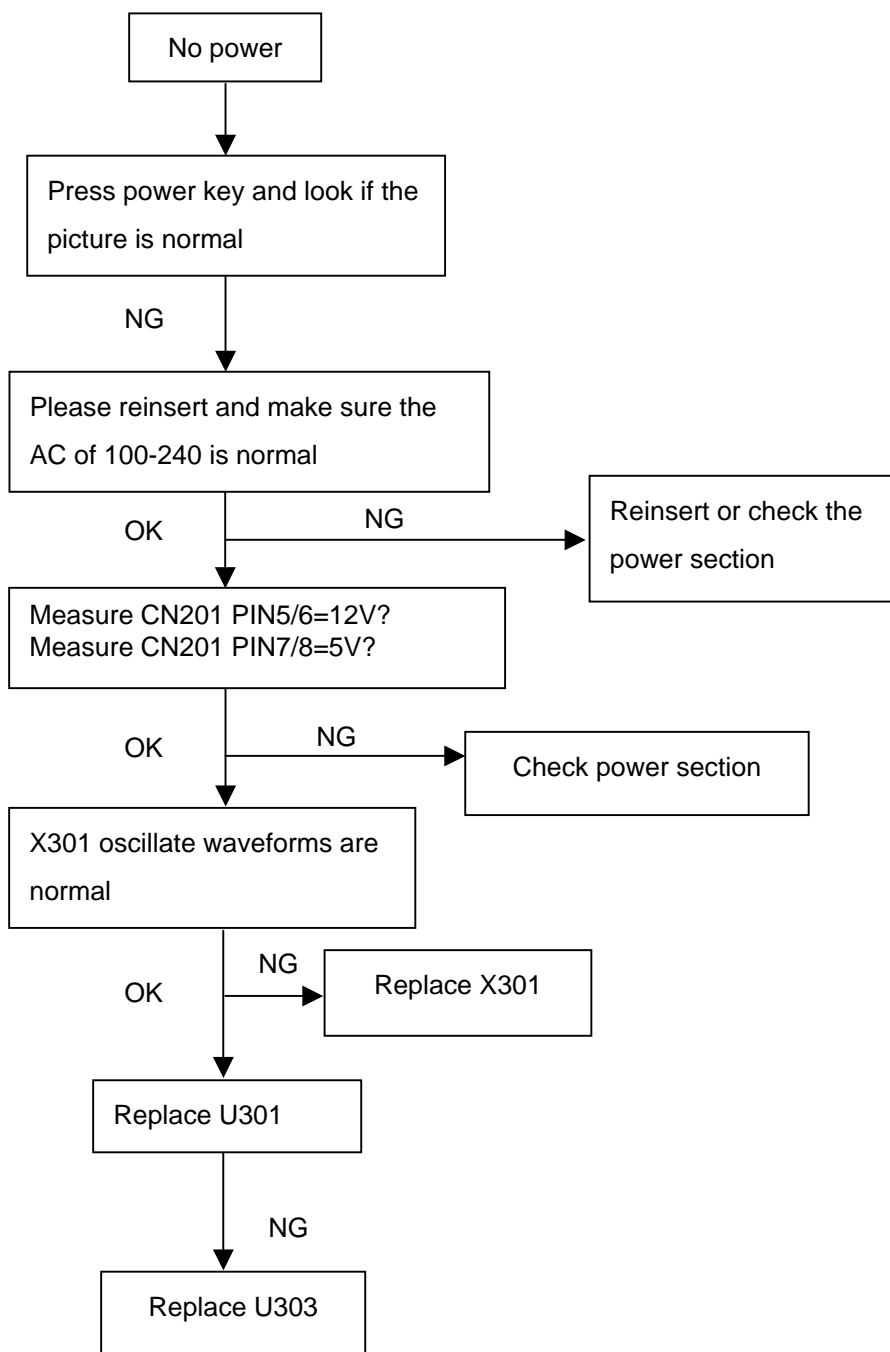 No power
Press power key and look if the
picture is normal
NG
Please reinsert and make sure the
AC of 100-240 is normal
OK
NG
Reinsert or check the
power section
Measure CN201 PIN5/6=12V?
Measure CN201 PIN7/8=5V?
OK
NG
Check power section
X301 oscillate waveforms are
normal
OK
NG
Replace X301
Replace U301
NG
Replace U303